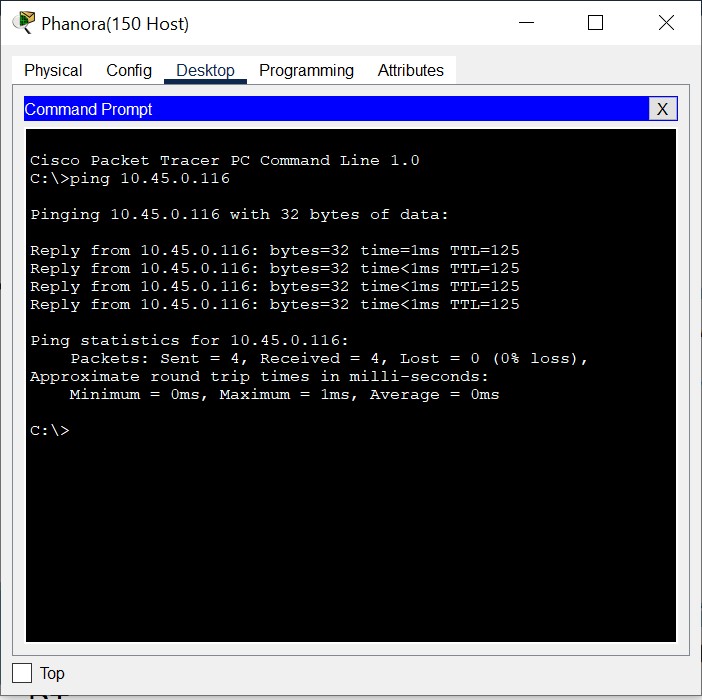 Phanora(150 Host)
Physical Config Desktop Programming Attributes
Command Prompt X
Cisco Packet Tracer PC Command Line 1.0
C:\>ping 10.45.0.116
Pinging 10.45.0.116 with 32 bytes of data:
Reply from 10.45.0.116: bytes=32 time=1ms TTL=125
Reply from 10.45.0.116: bytes=32 time<1ms TTL=125
Reply from 10.45.0.116: bytes=32 time<1ms TTL=125
Reply from 10.45.0.116: bytes=32 time<1ms TTL=125
Ping statistics for 10.45.0.116:
Packets: Sent = 4, Received = 4, Lost = 0 (0% loss),
Approximate round trip times in milli-seconds:
Minimum = 0ms, Maximum = 1ms, Average = 0ms
C:\>
Top